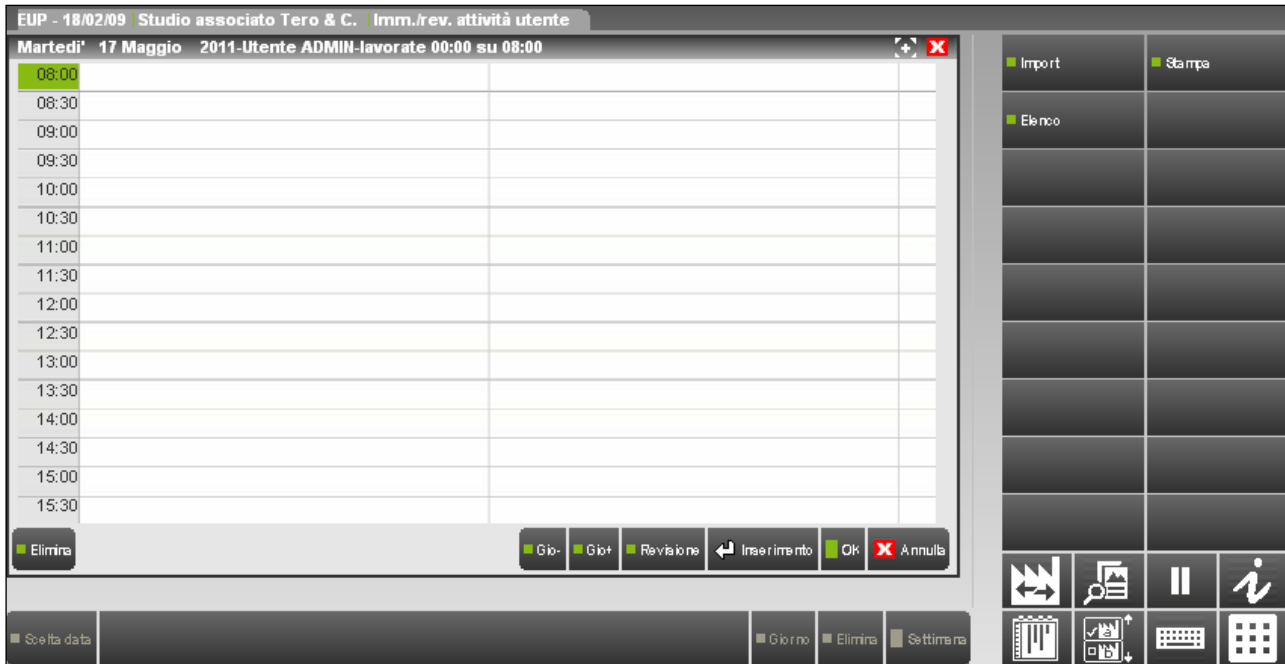 EUP - 18/02/09 Studio associato Tero & C. Imm./rev. attività utente
Martedi' 17 Maggio 2011-Utente ADMIN-lavorate 00:00 su 08:00
08:00
08:30
09:00
09:30
10:00
10:30
11:00
11:30
12:00
12:30
13:00
13:30
14:00
14:30
15:00
15:30
Elimina Gio- Gio+ Revisione Inserimento OK Annulla
Scelta data Giorno Elimina Settimana
Import Stampa
Elenco